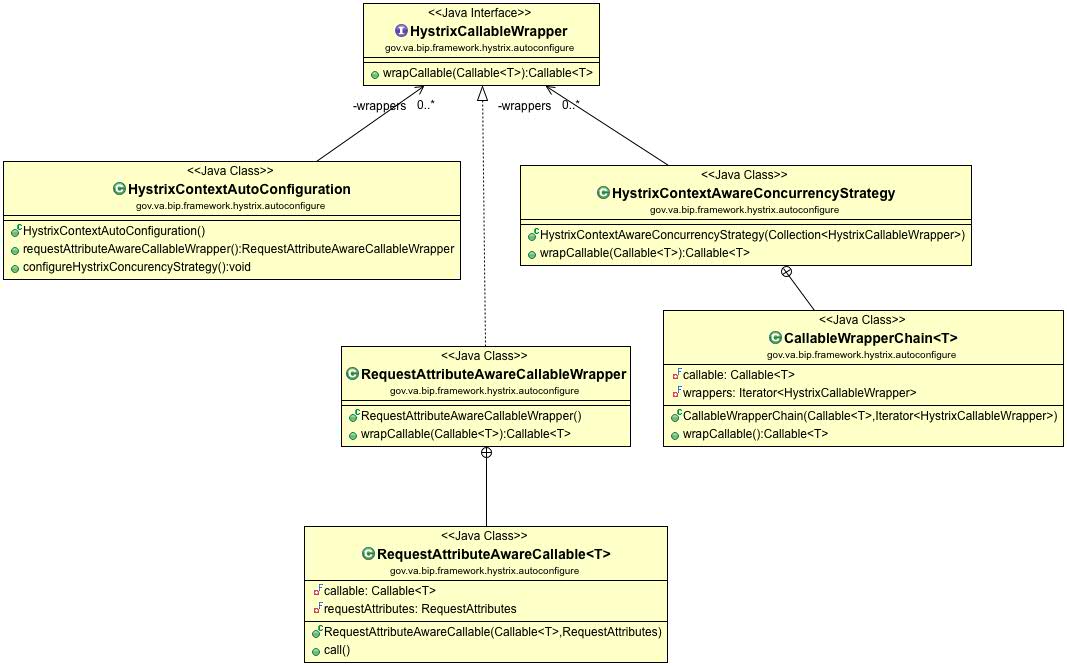 <<Java Interface>>
HystrixCallableWrapper
gov.va.bip.framework.hystrix.autoconfigure
wrapCallable(Callable<T>):Callable<T>
-wrappers 0..*
-wrappers 0..*
<<Java Class>>
HystrixContextAutoConfiguration
gov.va.bip.framework.hystrix.autoconfigure
HystrixContextAutoConfiguration()
requestAttributeAwareCallableWrapper():RequestAttributeAwareCallableWrapper
configureHystrixConcurencyStrategy():void
<<Java Class>>
HystrixContextAwareConcurrencyStrategy
gov.va.bip.framework.hystrix.autoconfigure
HystrixContextAwareConcurrencyStrategy(Collection<HystrixCallableWrapper>)
wrapCallable(Callable<T>):Callable<T>
<<Java Class>>
CallableWrapperChain<T>
gov.va.bip.framework.hystrix.autoconfigure
callable: Callable<T>
wrappers: Iterator<HystrixCallableWrapper>
CallableWrapperChain(Callable<T>,Iterator<HystrixCallableWrapper>)
wrapCallable():Callable<T>
<<Java Class>>
RequestAttributeAwareCallableWrapper
gov.va.bip.framework.hystrix.autoconfigure
RequestAttributeAwareCallableWrapper()
wrapCallable(Callable<T>):Callable<T>
<<Java Class>>
RequestAttributeAwareCallable<T>
gov.va.bip.framework.hystrix.autoconfigure
callable: Callable<T>
requestAttributes: RequestAttributes
RequestAttributeAwareCallable(Callable<T>,RequestAttributes)
call()